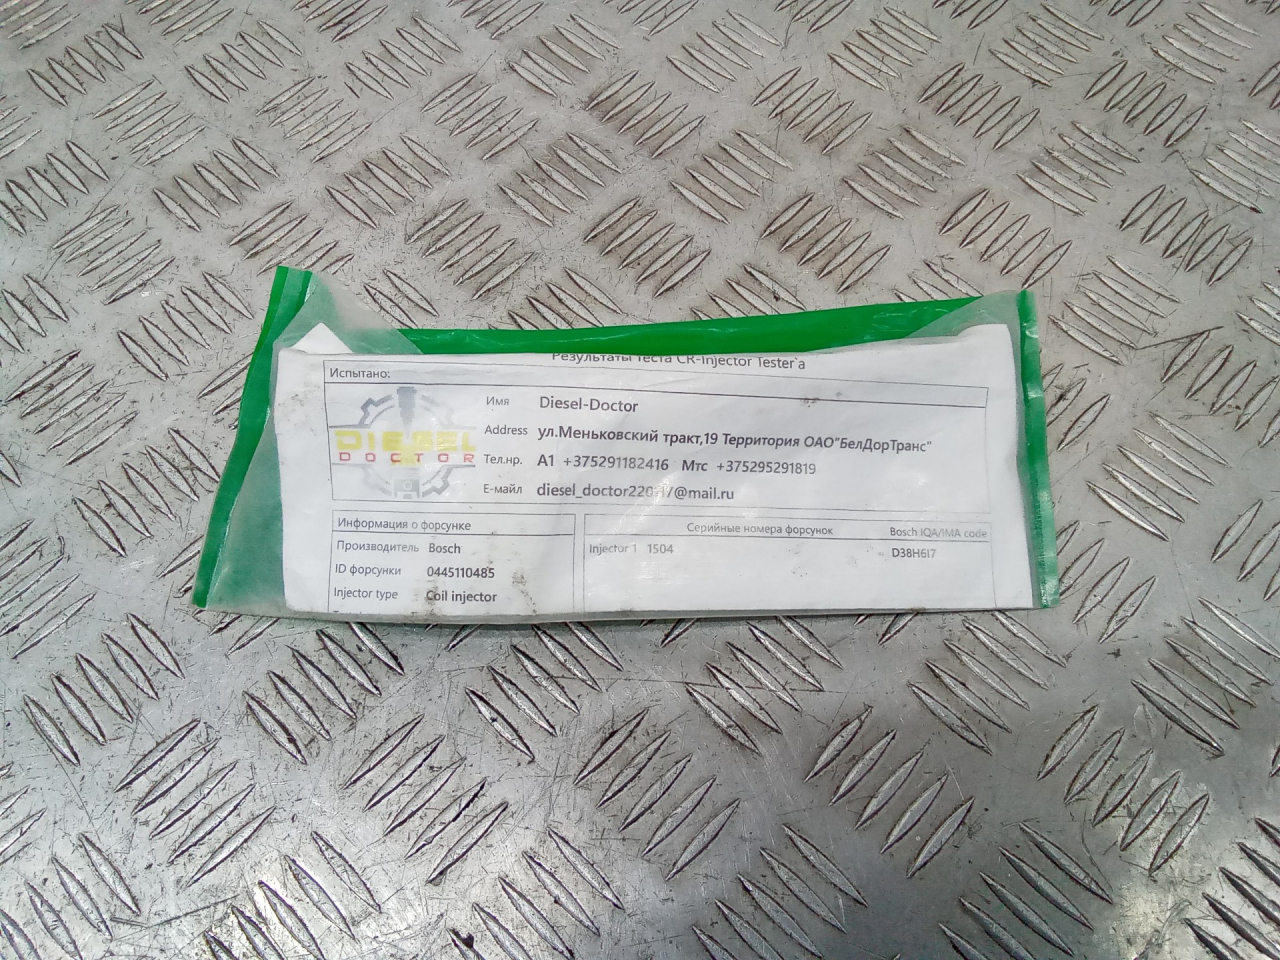 Результаты теста CR-Injector Tester`а
Испытано:
DIESEL
DOCTOR
Имя Diesel-Doctor
Address ул.Меньковский тракт,19 Территория ОАО"БелДорТранс"
Тел.нр. A1 +375291182416 Мтс +375295291819
Е-майл
Информация о форсунке
Производитель Bosch
ID форсунки 0445110485
Injector type Coil injector
Серийные номера форсунок Bosch IQA/IMA code
Injector 1 1504 D38H6I7